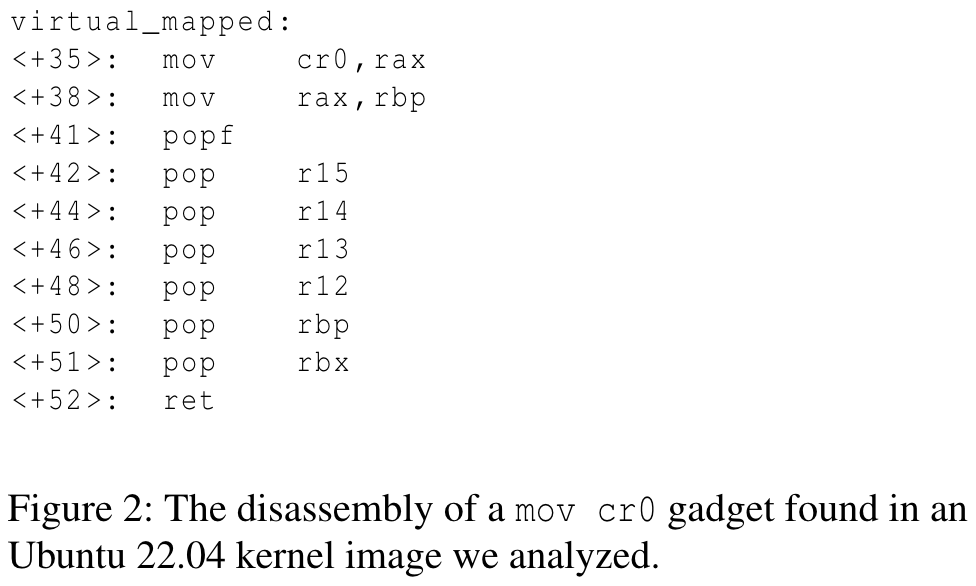 virtual_mapped:
<+35>: mov cr0,rax
<+38>: mov rax,rbp
<+41>: popf
<+42>: pop r15
<+44>: pop r14
<+46>: pop r13
<+48>: pop r12
<+50>: pop rbp
<+51>: pop rbx
<+52>: ret
Figure 2: The disassembly of a mov cr0 gadget found in an
Ubuntu 22.04 kernel image we analyzed.